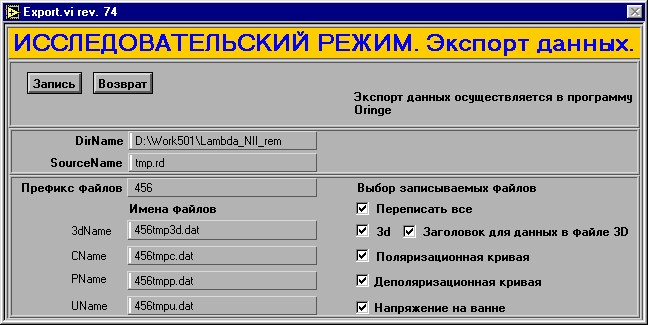 Export.vi rev. 74
ИССЛЕДОВАТЕЛЬСКИЙ РЕЖИМ. Экспорт данных.
Запись Возврат
Экспорт данных осуществляется в программу
Oringe
DirName D:\Work501\Lambda_NII_rem
SourceName tmp.rd
Префикс файлов 456 Выбор записываемых файлов
Имена файлов Переписать все
3dName 456tmp3d.dat 3d Заголовок для данных в файле 3D
CName 456tmpc.dat Поляризационная кривая
PName 456tmpp.dat Деполяризационная кривая
UName 456tmpu.dat Напряжение на ванне